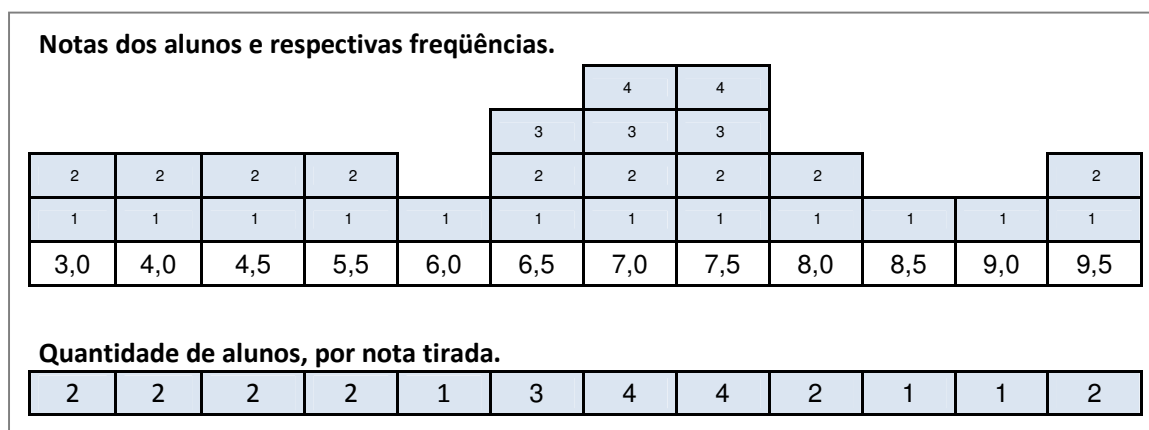 Notas dos alunos e respectivas freqüências.
4 4
3 3 3
2 2 2 2 2 2 2 2 2
1 1 1 1 1 1 1 1 1 1 1 1
3,0 4,0 4,5 5,5 6,0 6,5 7,0 7,5 8,0 8,5 9,0 9,5
Quantidade de alunos, por nota tirada.
2 2 2 2 1 3 4 4 2 1 1 2